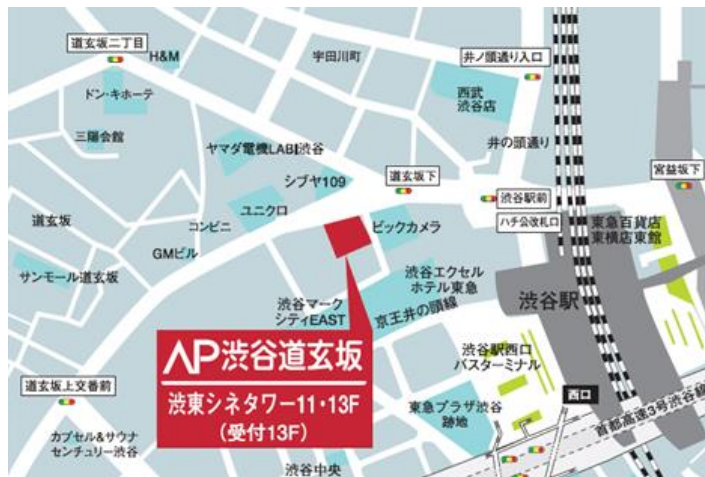 道玄坂二丁目
H&M
宇田川町
井ノ頭通り入口
ドン・キホーテ
西武
渋谷店
三陽会館
ヤマダ電機LABI渋谷
井の頭通り
シブヤ109
道玄坂下
宮益坂下
渋谷駅前
道玄坂
ユニクロ
コンビニ
ビックカメラ
ハチ公改札口
東急百貨店
東横店東館
GMビル
サンモール道玄坂
渋谷エクセル
ホテル東急
渋谷駅
渋谷マーク
シティEAST
京王井の頭線
AP渋谷道玄坂
渋東シネタワー11・13F
(受付13F)
渋谷駅西口
バスターミナル
道玄坂上交番前
西口
東急プラザ渋谷
跡地
首都高速3号渋谷線
カプセル&サウナ
センチュリー渋谷
渋谷中央